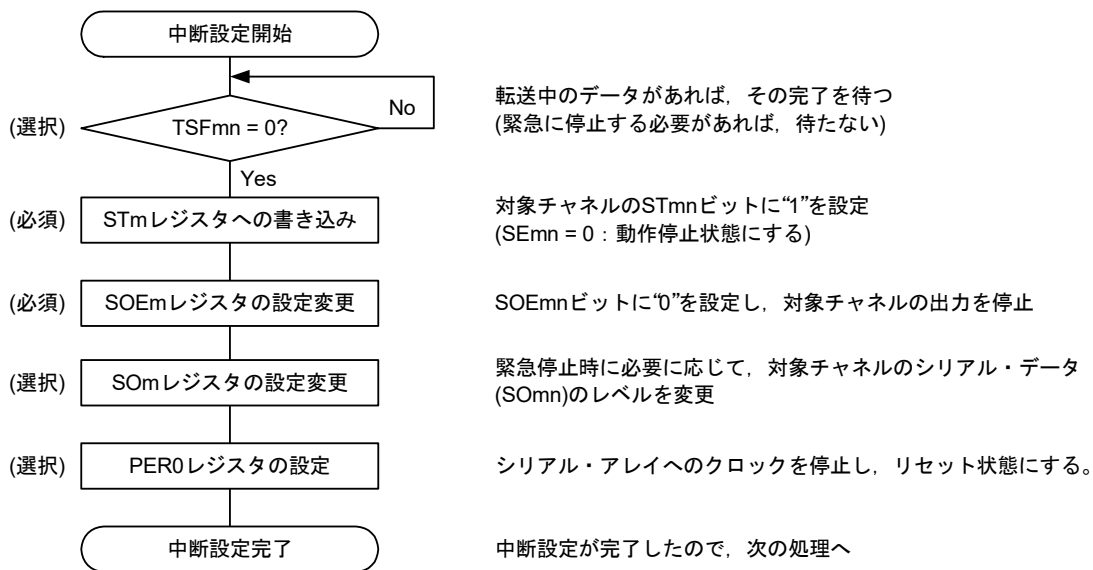 中断設定開始
(選択)
TSFmn = 0?
No
転送中のデータがあれば，その完了を待つ
(緊急に停止する必要があれば，待たない)
Yes
(必須)
STmレジスタへの書き込み
対象チャネルのSTmnビットに“1”を設定
(SEmn = 0：動作停止状態にする)
(必須)
SOEmレジスタの設定変更
SOEmnビットに“0”を設定し，対象チャネルの出力を停止
(選択)
SOmレジスタの設定変更
緊急停止時に必要に応じて，対象チャネルのシリアル・データ
(SOmn)のレベルを変更
(選択)
PER0レジスタの設定
シリアル・アレイへのクロックを停止し，リセット状態にする。
中断設定完了
中断設定が完了したので，次の処理へ